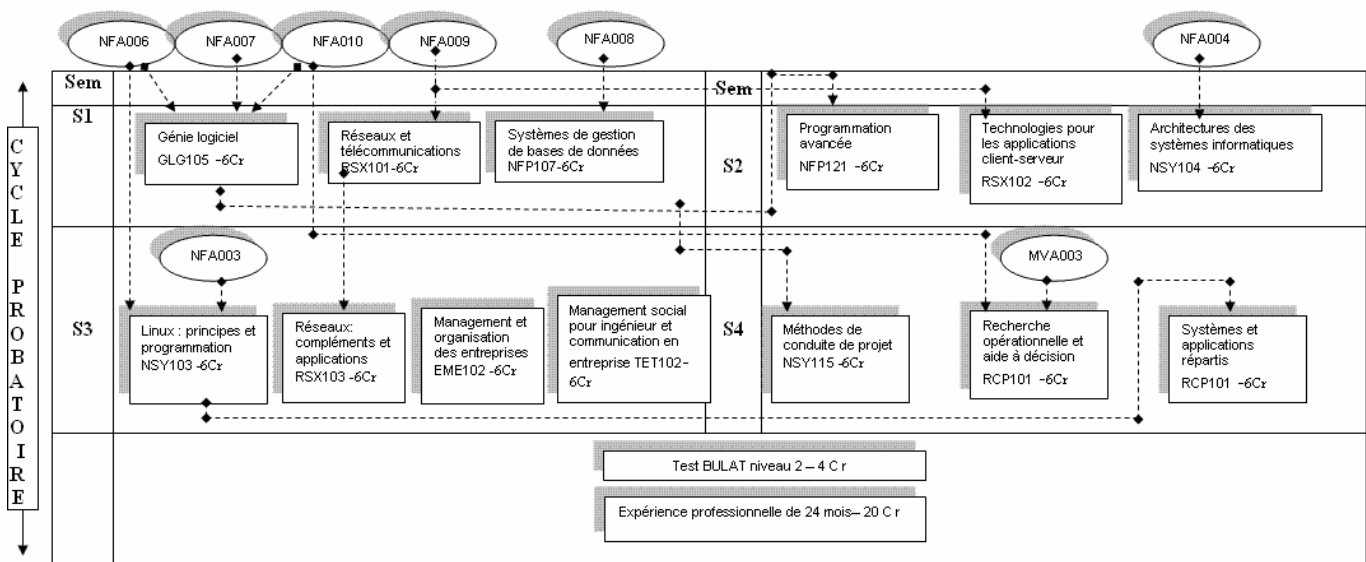 NFA006
NFA007
NFA010
NFA009
NFA008
NFA004
Sem
Sem
CYCLE PROBATOIRE
S1
Génie logiciel
GLG105 -6Cr
Réseaux et
télécommunications
RSX101-6Cr
Systèmes de gestion
de bases de données
NFP107-6Cr
S2
Programmation
avancée
NFP121 -6Cr
Technologies pour
les applications
client-serveur
RSX102 -6Cr
Architectures des
systèmes informatiques
NSY104 -6Cr
NFA003
MVA003
S3
Linux : principes et
programmation
NSY103 -6Cr
Réseaux:
compléments et
applications
RSX103 -6Cr
Management et
organisation
des entreprises
EME102 -6Cr
Management social
pour ingénieur et
communication en
entreprise TET102-
6Cr
S4
Méthodes de
conduite de projet
NSY115 -6Cr
Recherche
opérationnelle et
aide à décision
RCP101 -6Cr
Systèmes et
applications
répartis
RCP101 -6Cr
Test BULAT niveau 2 – 4 C r
Expérience professionnelle de 24 mois– 20 C r